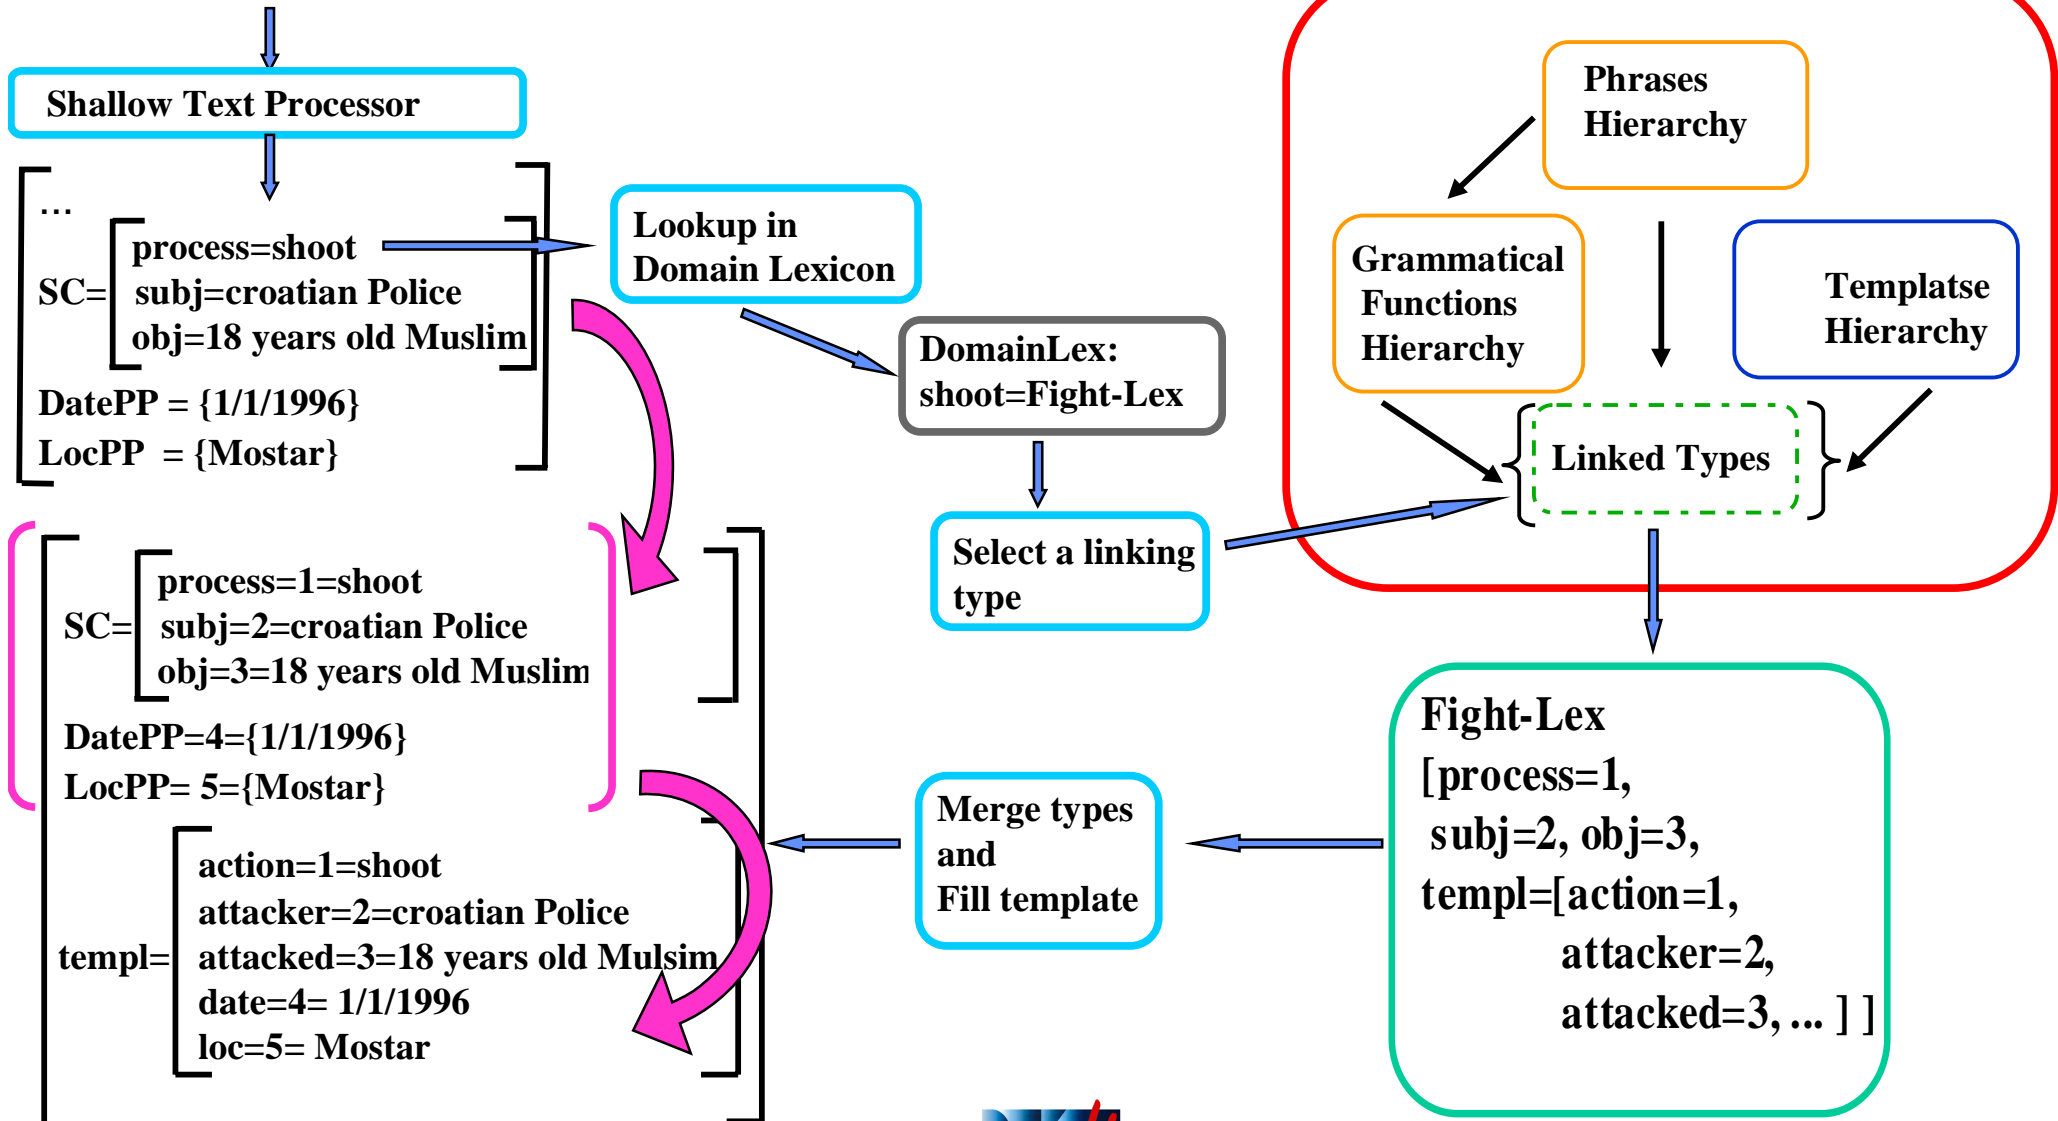 Shallow Text Processor
...
process=shoot
SC= subj=croatian Police
obj=18 years old Muslim
DatePP = {1/1/1996}
LocPP = {Mostar}
Lookup in
Domain Lexicon
DomainLex:
shoot=Fight-Lex
Select a linking
type
Phrases
Hierarchy
Grammatical
Functions
Hierarchy
Templatse
Hierarchy
Linked Types
Fight-Lex
[process=1,
subj=2, obj=3,
templ=[action=1,
attacker=2,
attacked=3, ... ] ]
Merge types
and
Fill template
process=1=shoot
SC= subj=2=croatian Police
obj=3=18 years old Muslim
DatePP=4={1/1/1996}
LocPP= 5={Mostar}
action=1=shoot
attacker=2=croatian Police
templ= attacked=3=18 years old Mulsim
date=4= 1/1/1996
loc=5= Mostar